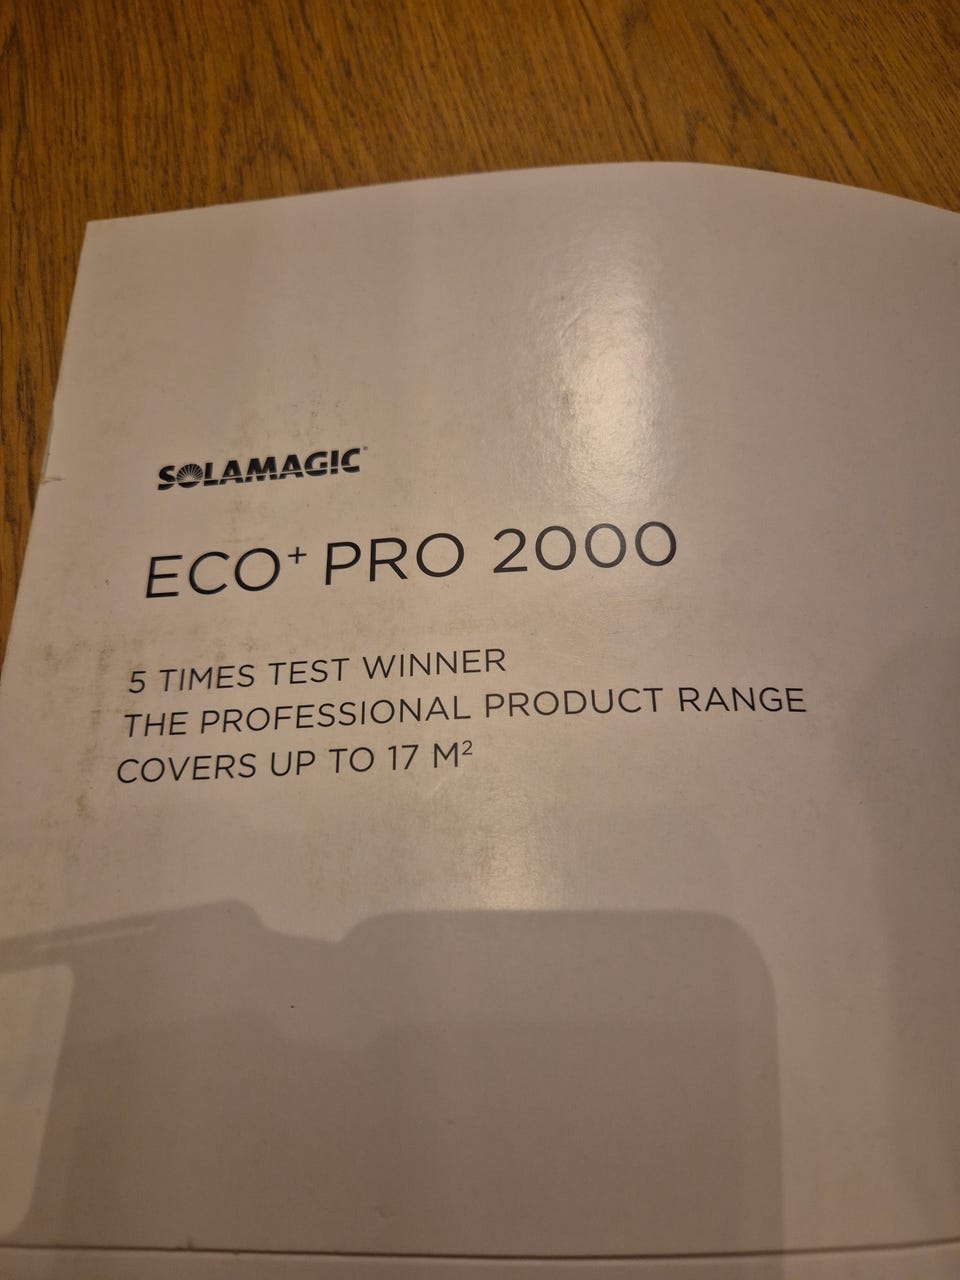 SOLAMAGIC®
ECO+ PRO 2000
5 TIMES TEST WINNER
THE PROFESSIONAL PRODUCT RANGE
COVERS UP TO 17 M²